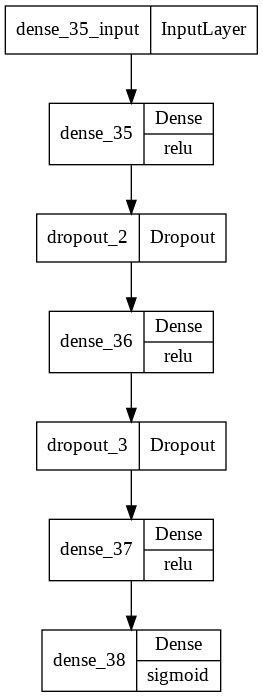 dense_35_input InputLayer
dense_35 Dense
relu
dropout_2 Dropout
dense_36 Dense
relu
dropout_3 Dropout
dense_37 Dense
relu
dense_38 Dense
sigmoid